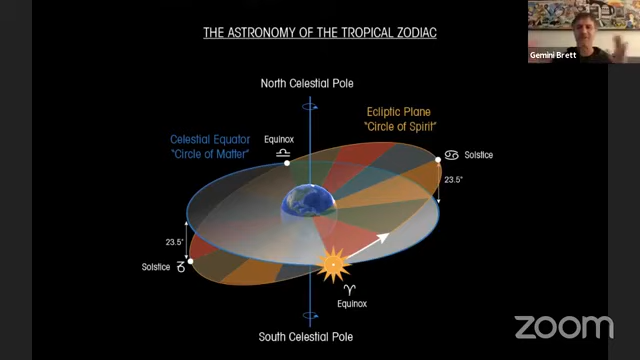 THE ASTRONOMY OF THE TROPICAL ZODIAC
Gemini Brett
North Celestial Pole
Ecliptic Plane
"Circle of Spirit"
Celestial Equator
"Circle of Matter"
Equinox
♎
♋ Solstice
23.5°
23.5°
Solstice ♑
♈
Equinox
South Celestial Pole
zoom